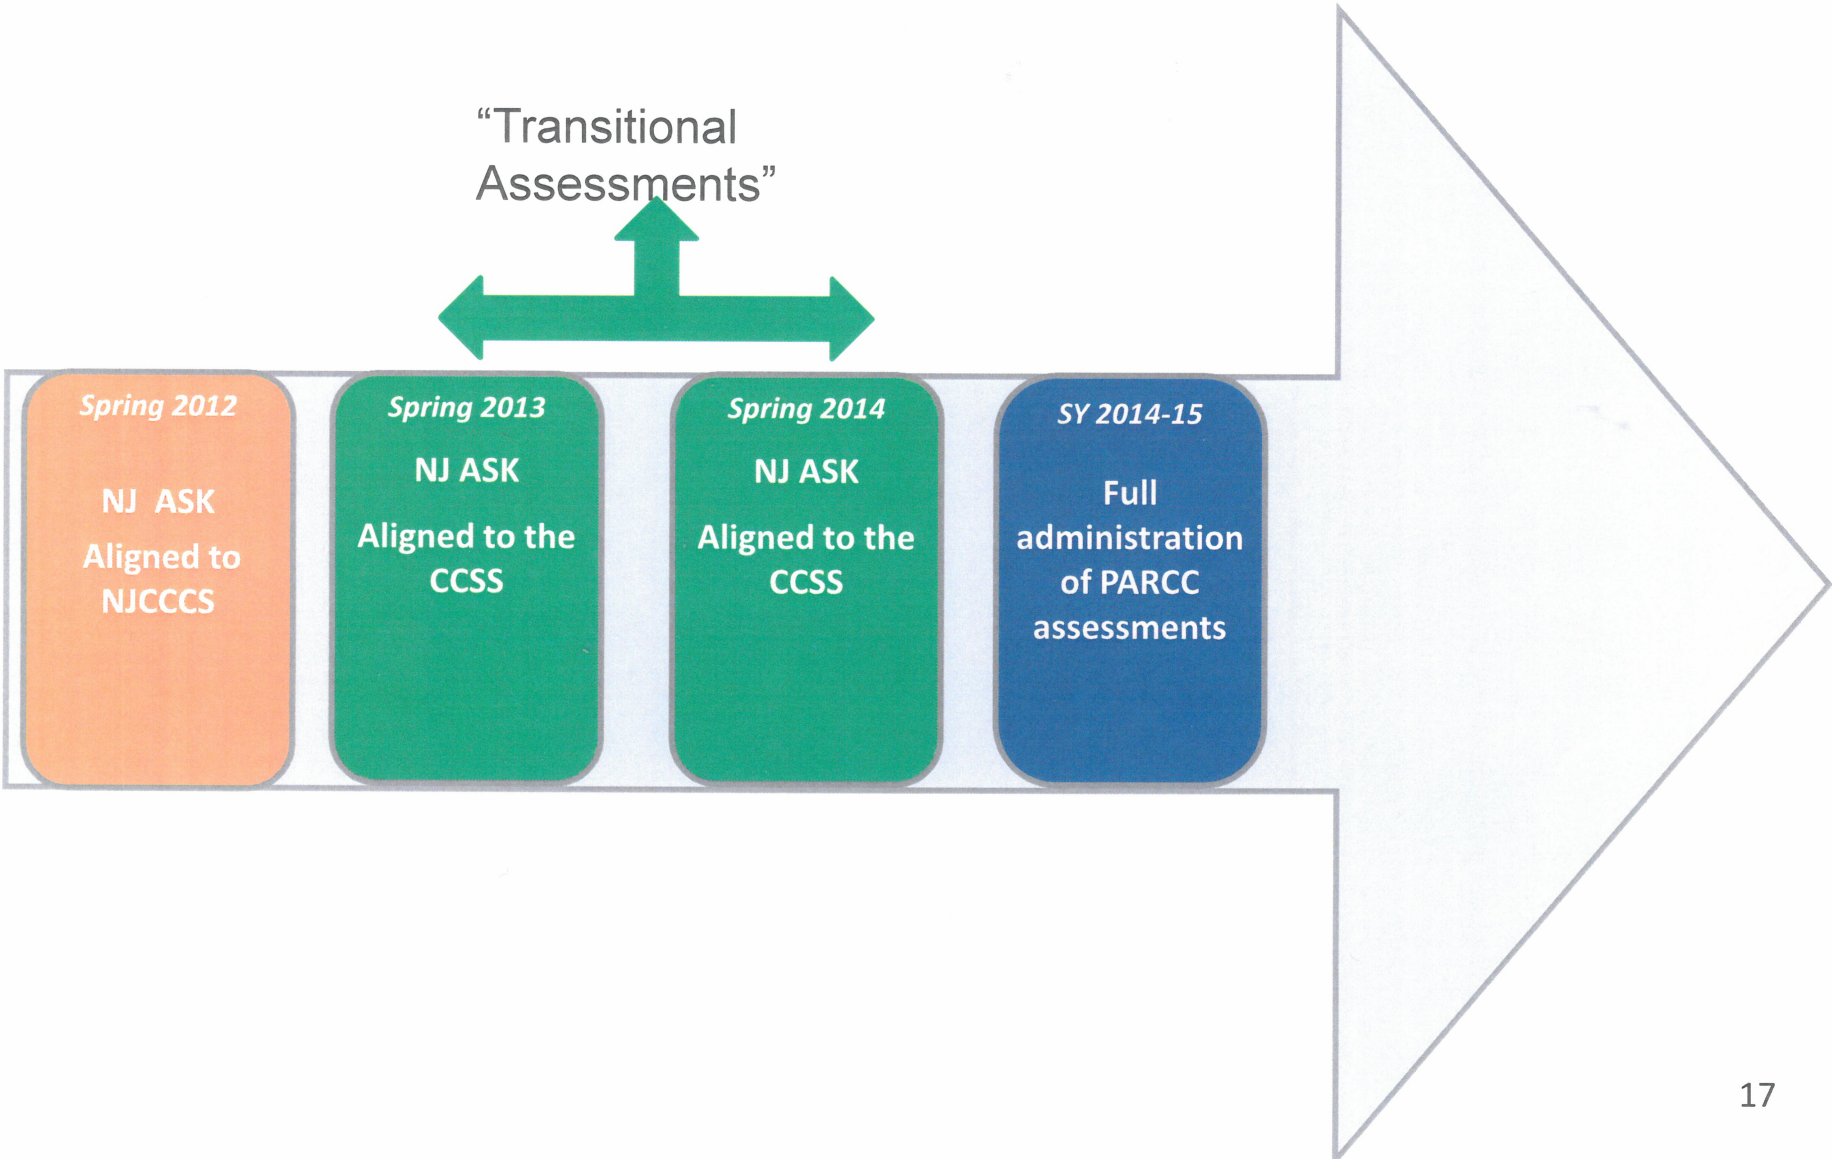 “Transitional
Assessments”
Spring 2012
NJ ASK
Aligned to
NJCCCS
Spring 2013
NJ ASK
Aligned to the
CCSS
Spring 2014
NJ ASK
Aligned to the
CCSS
SY 2014-15
Full
administration
of PARCC
assessments
17